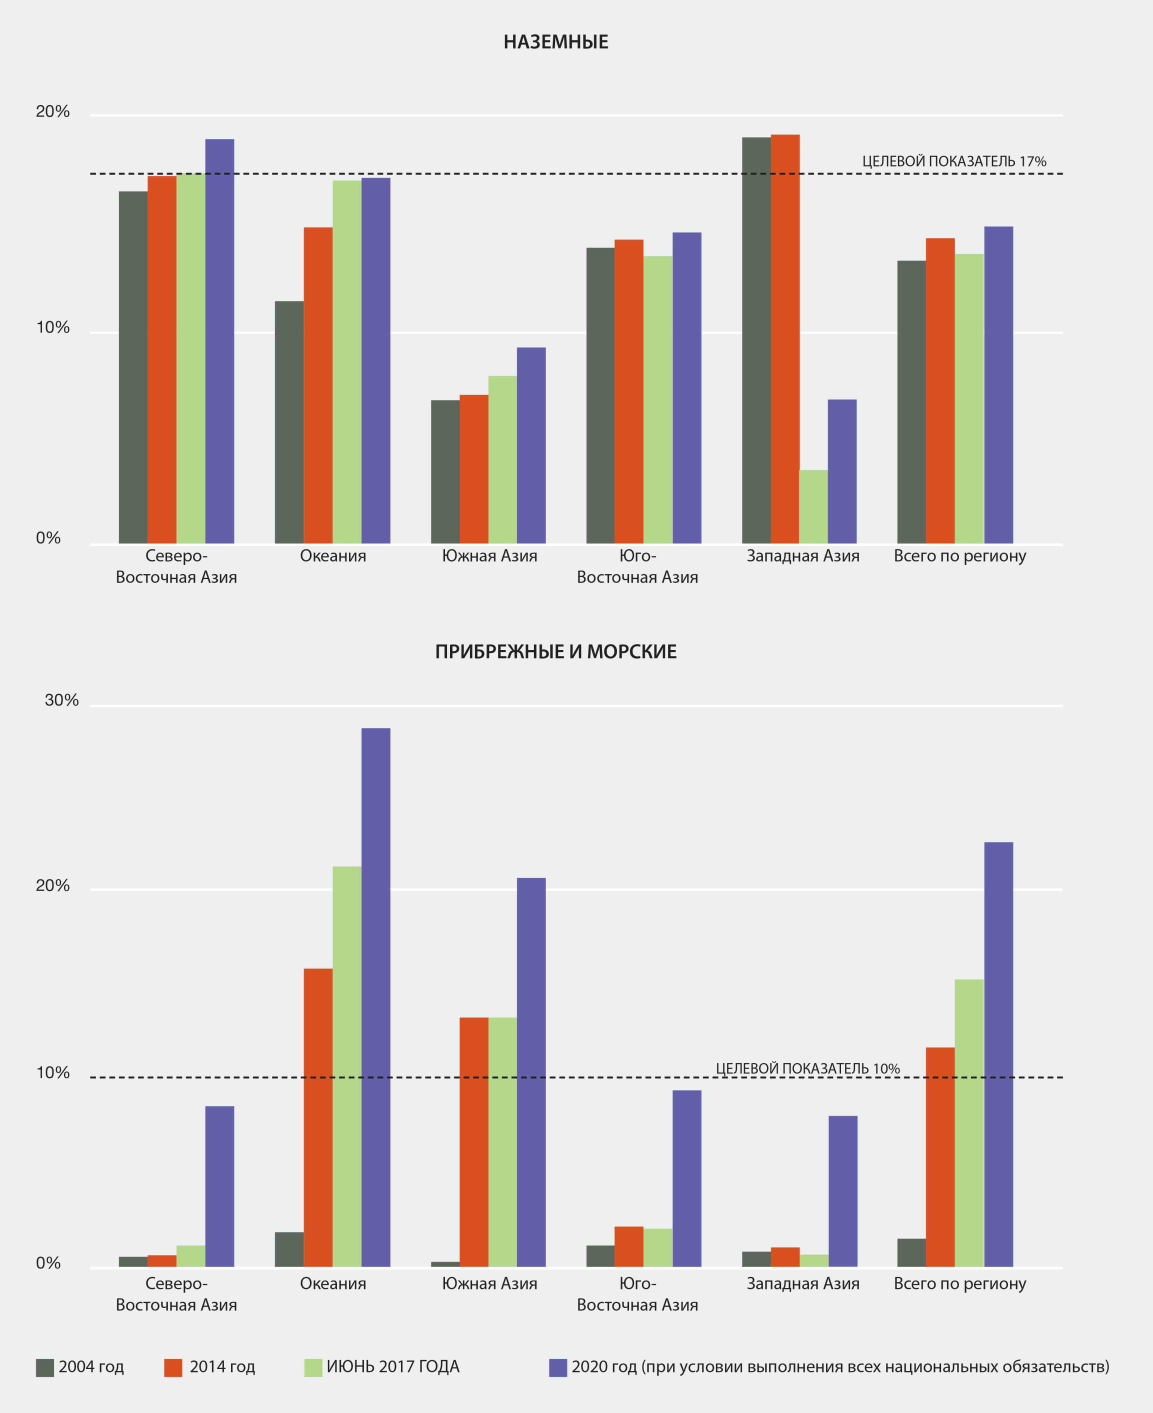 НАЗЕМНЫЕ
20%
ЦЕЛЕВОЙ ПОКАЗАТЕЛЬ 17%
10%
0%
Северо-
Восточная Азия
Океания
Южная Азия
Юго-
Восточная Азия
Западная Азия
Всего по региону
ПРИБРЕЖНЫЕ И МОРСКИЕ
30%
20%
10%
ЦЕЛЕВОЙ ПОКАЗАТЕЛЬ 10%
0%
Северо-
Восточная Азия
Океания
Южная Азия
Юго-
Восточная Азия
Западная Азия
Всего по региону
2004 год
2014 год
ИЮНЬ 2017 ГОДА
2020 год (при условии выполнения всех национальных обязательств)